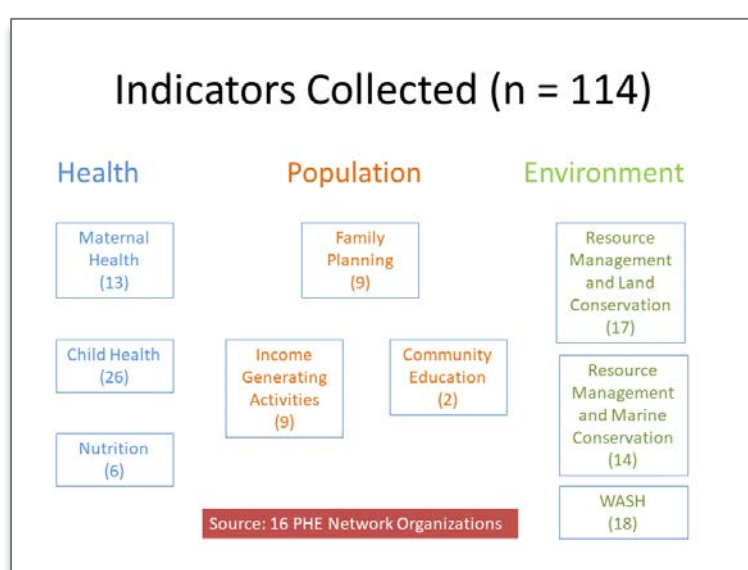 Indicators Collected (n = 114)
Health
Population
Environment
Maternal
Health
(13)
Child Health
(26)
Nutrition
(6)
Family
Planning
(9)
Income
Generating
Activities
(9)
Community
Education
(2)
Resource
Management
and Land
Conservation
(17)
Resource
Management
and Marine
Conservation
(14)
WASH
(18)
Source: 16 PHE Network Organizations